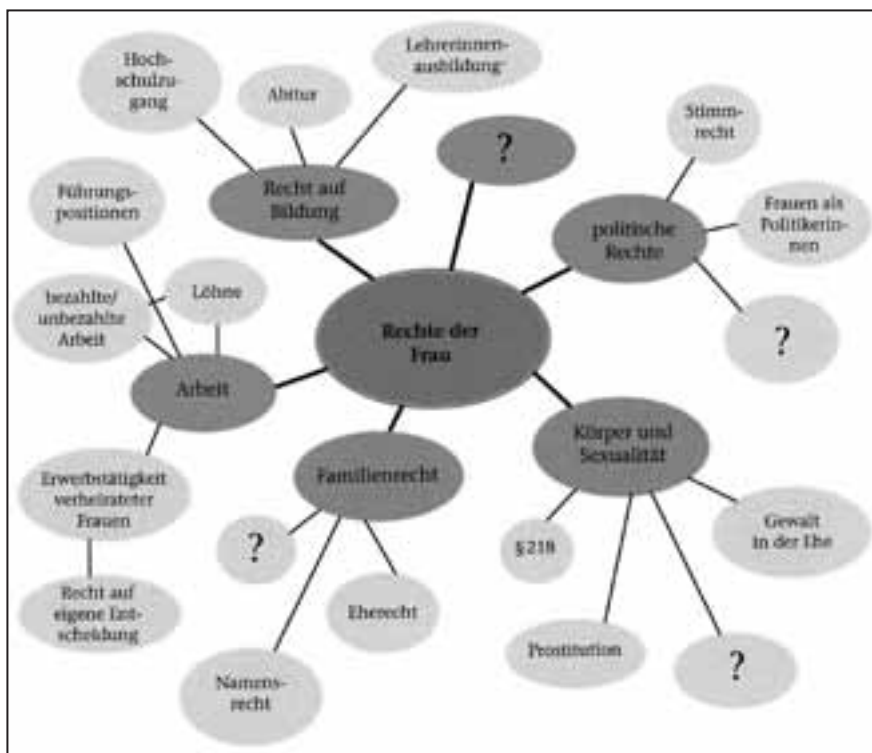 Hoch-
schulzu-
gang
Abitur
Lehrerinnen-
ausbildung
?
Stimm-
recht
Führungs-
positionen
Recht auf
Bildung
politische
Rechte
Frauen als
Politikerin-
nen
bezahlte/
unbezahlte
Arbeit
Löhne
Rechte der
Frau
?
Arbeit
Körper und
Sexualität
Erwerbstätigkeit
verheirateter
Frauen
Familienrecht
?
§ 218
Gewalt
in der Ehe
Recht auf
eigene Ent-
scheidung
Eherecht
Prostitution
?
Namens-
recht